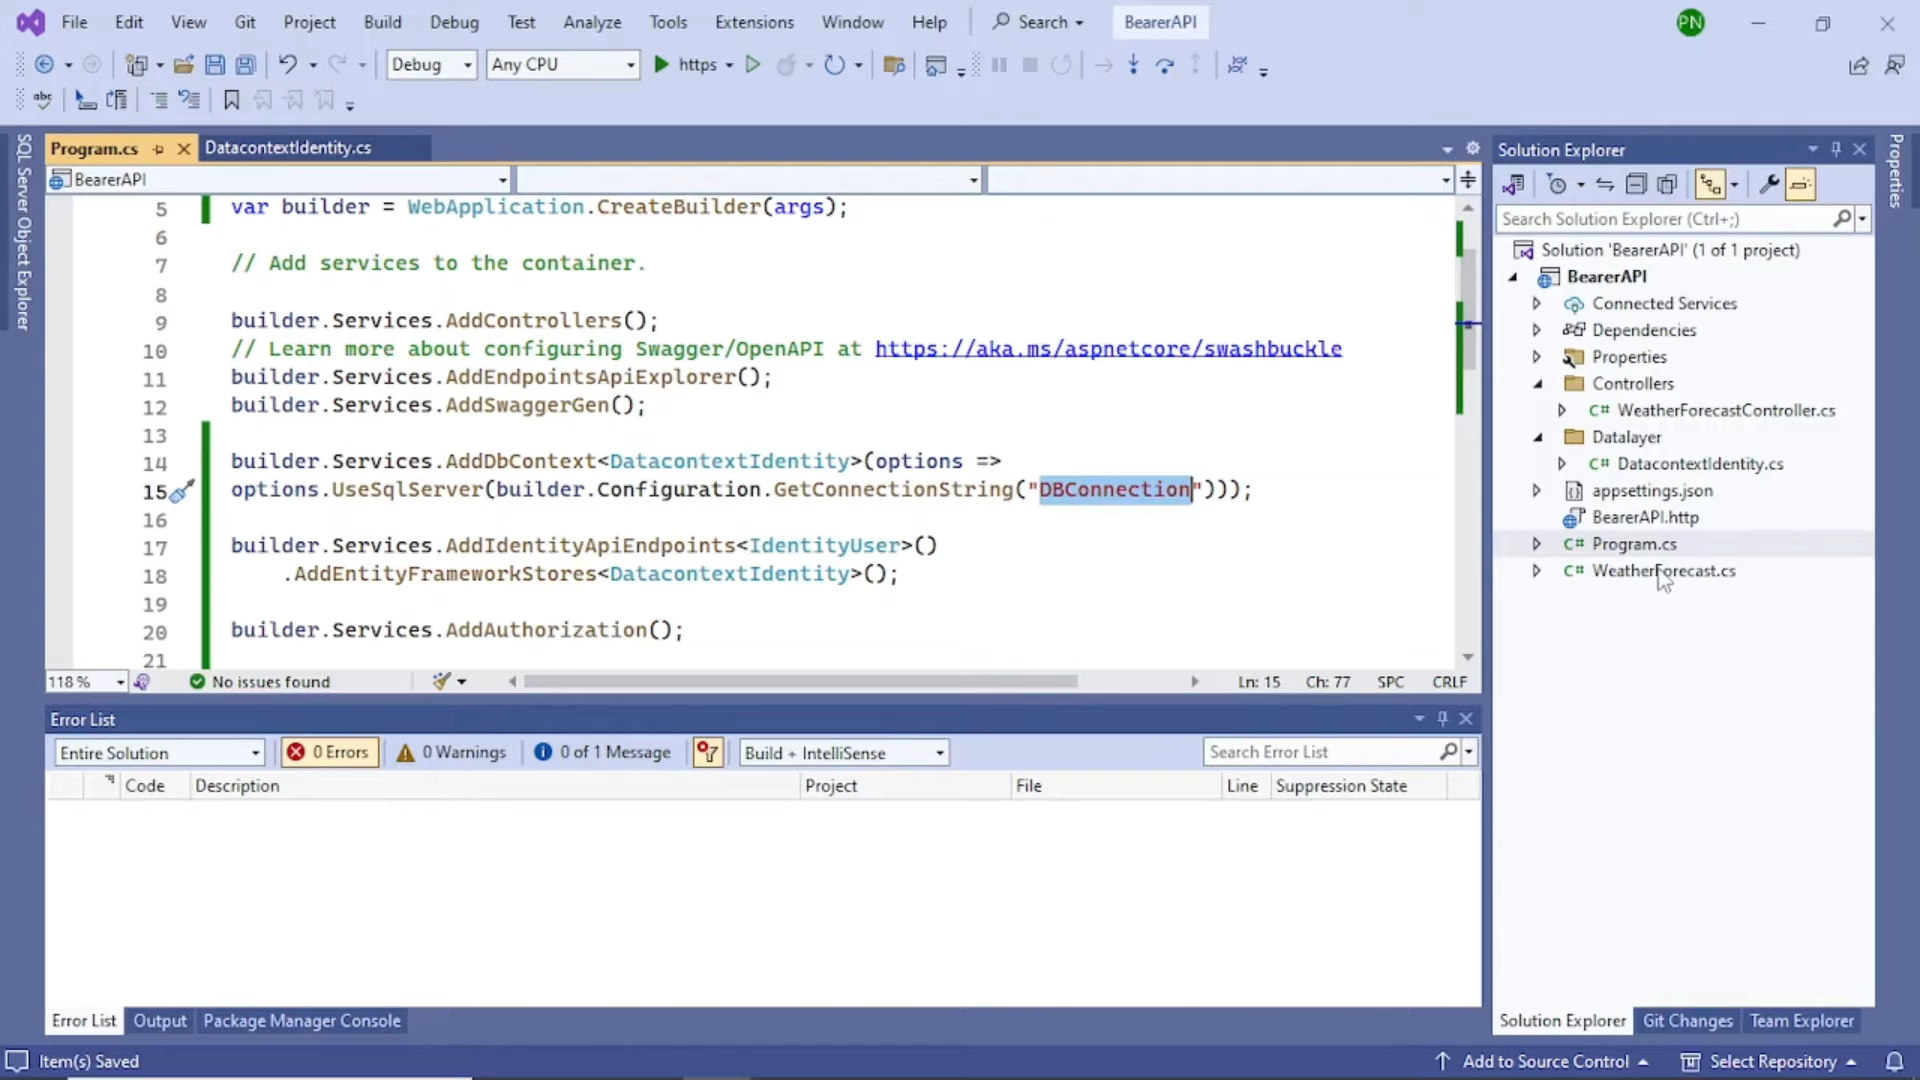 File Edit View Git Project Build Debug Test Analyze Tools Extensions Window Help Search BearerAPI PN
Debug Any CPU https
abc
SQL Server Object Explorer
Program.cs DatacontextIdentity.cs
BearerAPI
5 var builder = WebApplication.CreateBuilder(args);
6
7 // Add services to the container.
8
9 builder.Services.AddControllers();
10 // Learn more about configuring Swagger/OpenAPI at https://aka.ms/aspnetcore/swashbuckle
11 builder.Services.AddEndpointsApiExplorer();
12 builder.Services.AddSwaggerGen();
13
14 builder.Services.AddDbContext<DatacontextIdentity>(options =>
15 options.UseSqlServer(builder.Configuration.GetConnectionString("DBConnection")));
16
17 builder.Services.AddIdentityApiEndpoints<IdentityUser>()
18 .AddEntityFrameworkStores<DatacontextIdentity>();
19
20 builder.Services.AddAuthorization();
21
118 % No issues found Ln: 15 Ch: 77 SPC CRLF
Error List
Entire Solution 0 Errors 0 Warnings 0 of 1 Message Build + IntelliSense Search Error List
Code Description Project File Line Suppression State
Error List Output Package Manager Console
Solution Explorer
Search Solution Explorer (Ctrl+;)
Solution 'BearerAPI' (1 of 1 project)
BearerAPI
Connected Services
Dependencies
Properties
Controllers
C# WeatherForecastController.cs
Datalayer
C# DatacontextIdentity.cs
appsettings.json
BearerAPI.http
C# Program.cs
C# WeatherForecast.cs
Solution Explorer Git Changes Team Explorer
Properties
Item(s) Saved Add to Source Control Select Repository